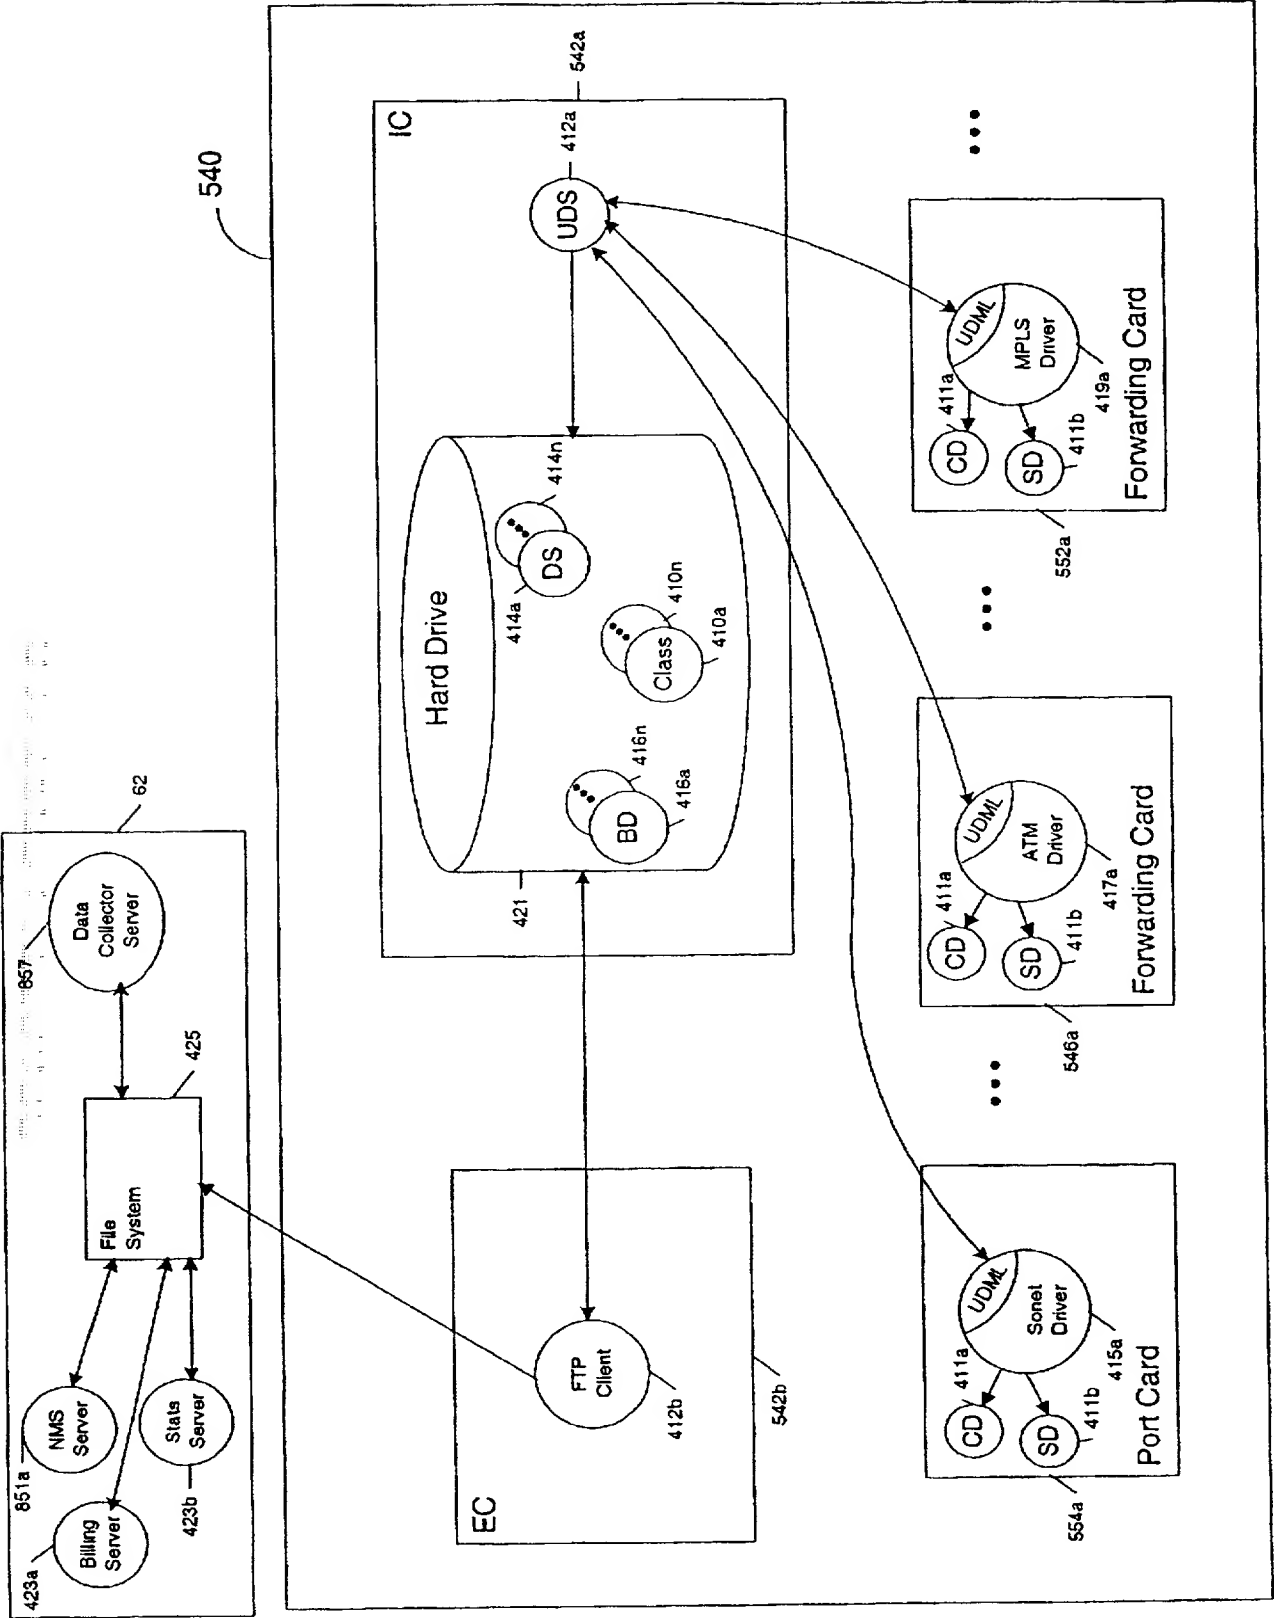 62
857
Data
Collector
Server
425
File
System
851a
NMS
Server
423a
Billing
Server
Stats
Server
423b
540
IC
542a
UDS
412a
Hard Drive
421
DS
414a
414n
Class
410n
410a
BD
416n
416a
EC
FTP
Client
412b
542b
UDML
Sonet
Driver
415a
CD
411a
SD
411b
Port Card
554a
UDML
ATM
Driver
417a
CD
411a
SD
411b
Forwarding Card
546a
UDML
MPLS
Driver
419a
CD
411a
SD
411b
Forwarding Card
552a